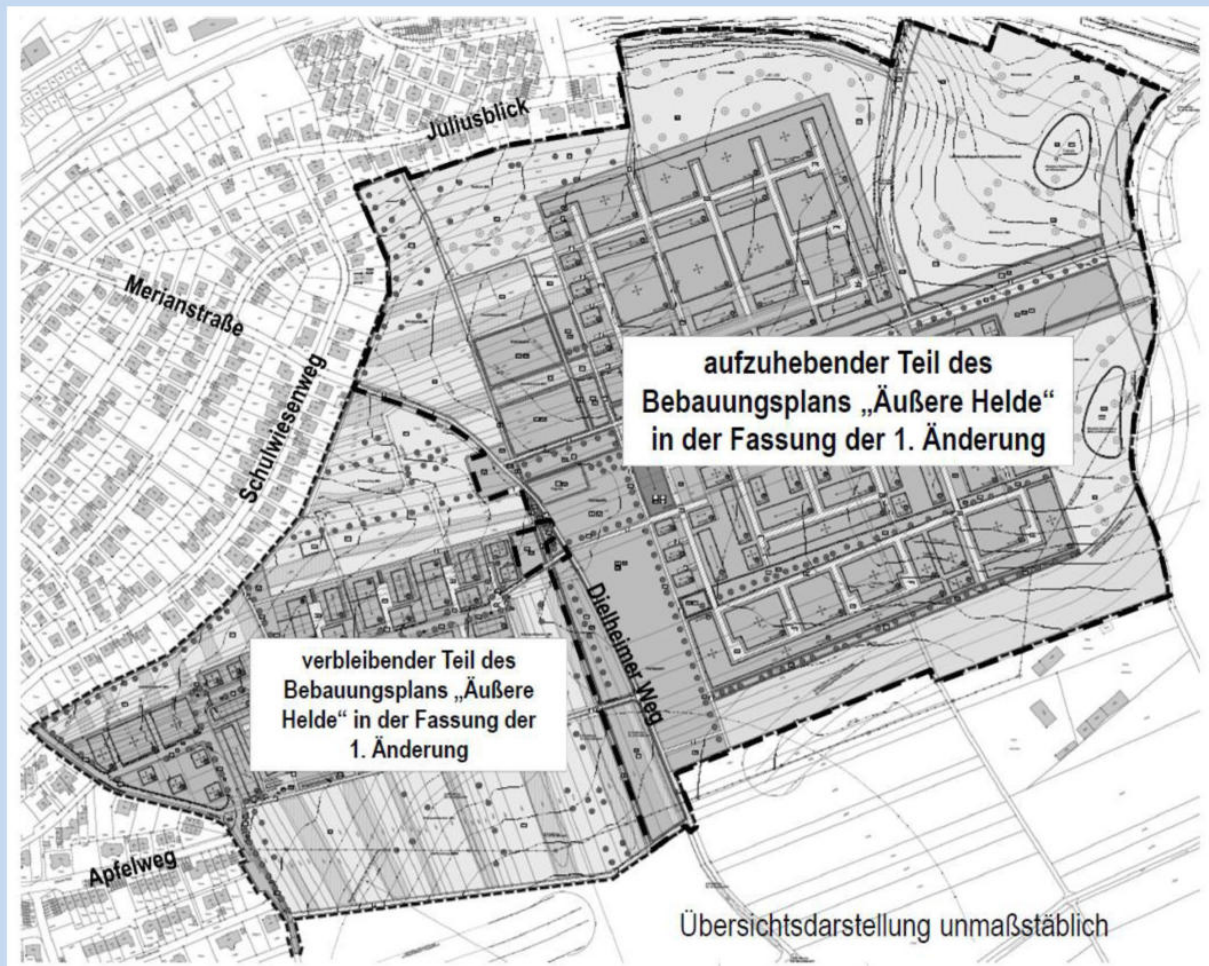 Juliusblick
Merianstraße
Schulwiesenweg
aufzuhebender Teil des
Bebauungsplans „Äußere Helde“
in der Fassung der 1. Änderung
Dielheimer Weg
verbleibender Teil des
Bebauungsplans „Äußere
Helde“ in der Fassung der
1. Änderung
Apfelweg
Übersichtsdarstellung unmaßstäblich